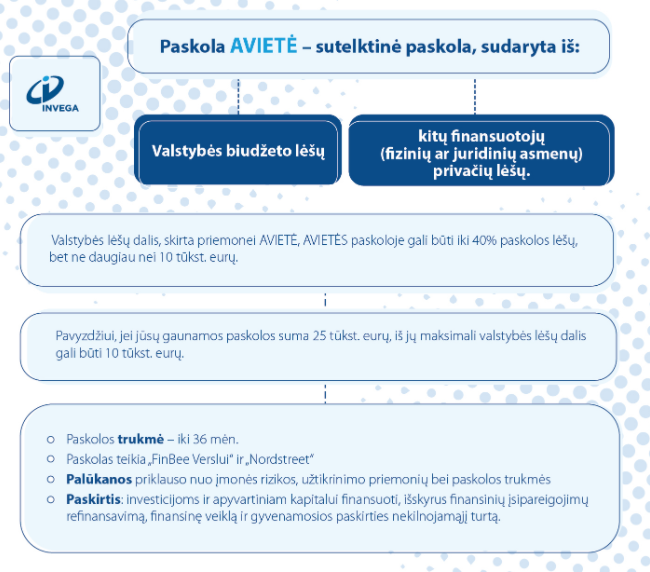 Paskola AVIETĖ – sutelktinė paskola, sudaryta iš:
INVEGA
Valstybės biudžeto lėšų
kitų finansuotojų
(fizinių ar juridinių asmenų)
privačių lėšų.
Valstybės lėšų dalis, skirta priemonei AVIETĖ, AVIETĖS paskoloje gali būti iki 40% paskolos lėšų,
bet ne daugiau nei 10 tūkst. eurų.
Pavyzdžiui, jei jūsų gaunamos paskolos suma 25 tūkst. eurų, iš jų maksimali valstybės lėšų dalis
gali būti 10 tūkst. eurų.
Paskolos trukmė – iki 36 mėn.
Paskolas teikia „FinBee Verslui“ ir „Nordstreet“
Palūkanos priklauso nuo įmonės rizikos, užtikrinimo priemonių bei paskolos trukmės
Paskirtis: investicijoms ir apyvartiniam kapitalui finansuoti, išskyrus finansinių įsipareigojimų
refinansavimą, finansinę veiklą ir gyvenamosios paskirties nekilnojamąjį turtą.